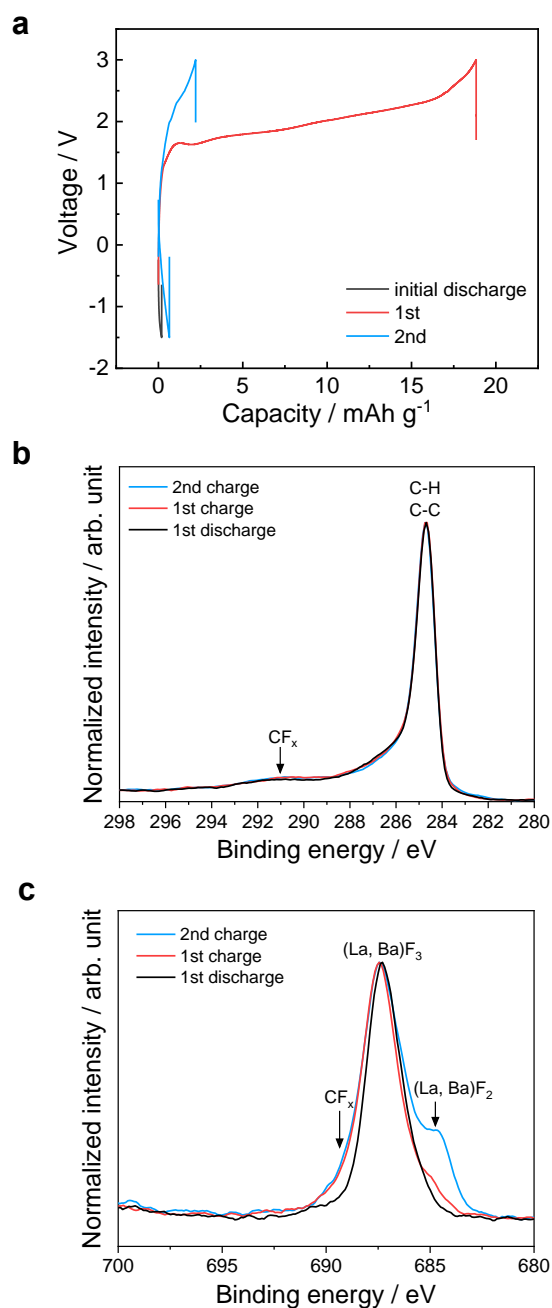 a
3
2
1
0
-1
-2
0
5
10
15
20
Voltage / V
Capacity / mAh g⁻¹
initial discharge
1st
2nd
b
2nd charge
1st charge
1st discharge
C-H
C-C
CFₓ
Normalized intensity / arb. unit
298 296 294 292 290 288 286 284 282 280
Binding energy / eV
c
2nd charge
1st charge
1st discharge
(La, Ba)F₃
CFₓ
(La, Ba)F₂
Normalized intensity / arb. unit
700 695 690 685 680
Binding energy / eV